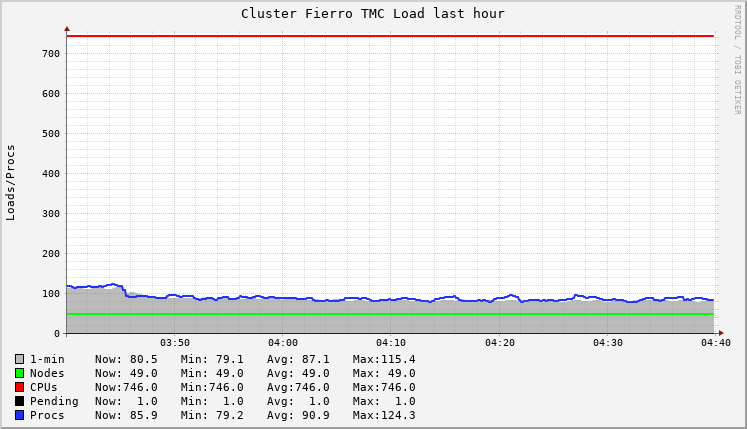 Cluster Fierro TMC Load last hour
RRDTOOL / TOBI OETIKER
Loads/Procs
700
600
500
400
300
200
100
0
03:50 04:00 04:10 04:20 04:30 04:40
1-min Now: 80.5 Min: 79.1 Avg: 87.1 Max:115.4
Nodes Now: 49.0 Min: 49.0 Avg: 49.0 Max: 49.0
CPUs Now:746.0 Min:746.0 Avg:746.0 Max:746.0
Pending Now: 1.0 Min: 1.0 Avg: 1.0 Max: 1.0
Procs Now: 85.9 Min: 79.2 Avg: 90.9 Max:124.3